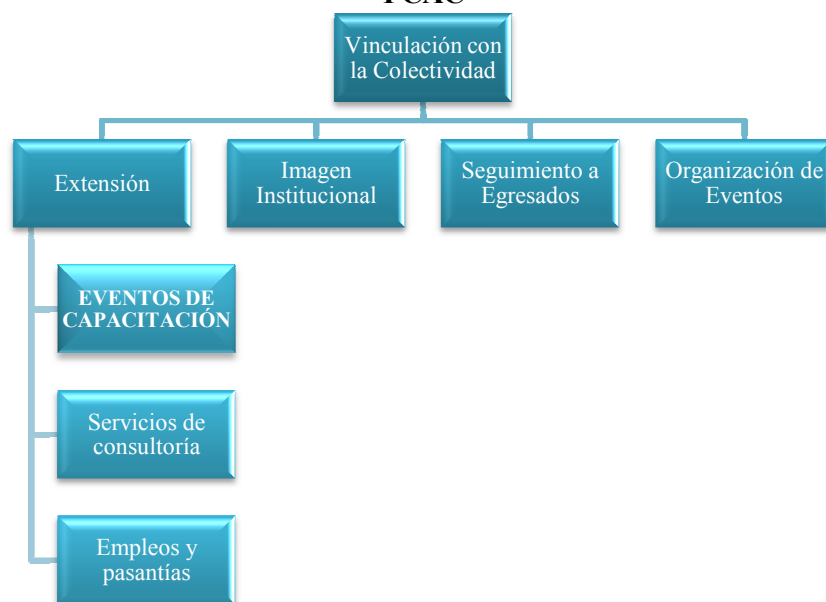 Vinculación con
la Colectividad
Extensión
Imagen
Institucional
Seguimiento a
Egresados
Organización de
Eventos
EVENTOS DE
CAPACITACIÓN
Servicios de
consultoría
Empleos y
pasantías